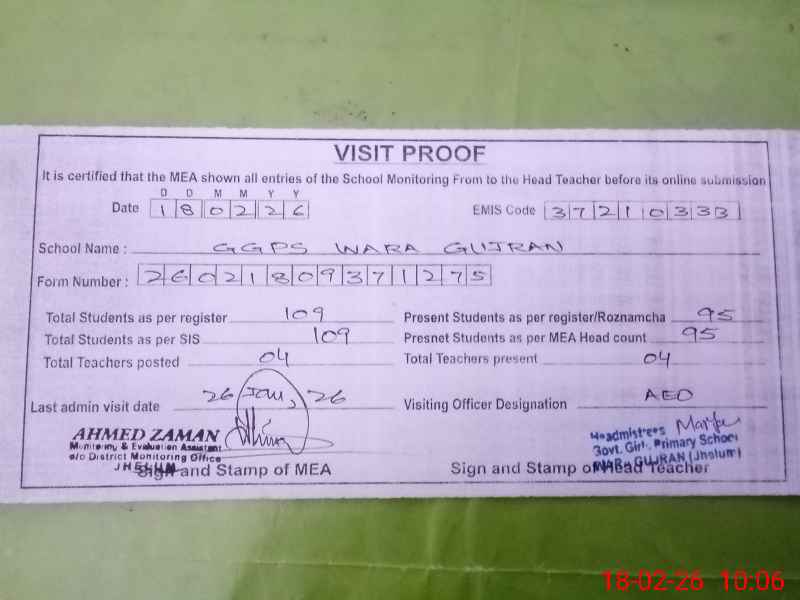 VISIT PROOF
It is certified that the MEA shown all entries of the School Monitoring From to the Head Teacher before its online submission
D D M M Y Y
Date 1 8 0 2 2 6 EMIS Code 3 7 2 1 0 3 3 3
School Name : GGPS WARA GUJRAN
Form Number : 2 6 0 2 1 8 0 9 3 7 1 2 7 5
Total Students as per register 109 Present Students as per register/Roznamcha 95
Total Students as per SIS 109 Presnet Students as per MEA Head count 95
Total Teachers posted 04 Total Teachers present 04
Last admin visit date 26 Jan, 26 Visiting Officer Designation AEO
AHMED ZAMAN
Monitoring & Evaluation Assistant
o/o District Monitoring Office
JHELUM
Headmistress
Govt. Girls Primary School
WARA GUJRAN (Jhelum)
Sign and Stamp of MEA Sign and Stamp of Head Teacher
18-02-26 10:06